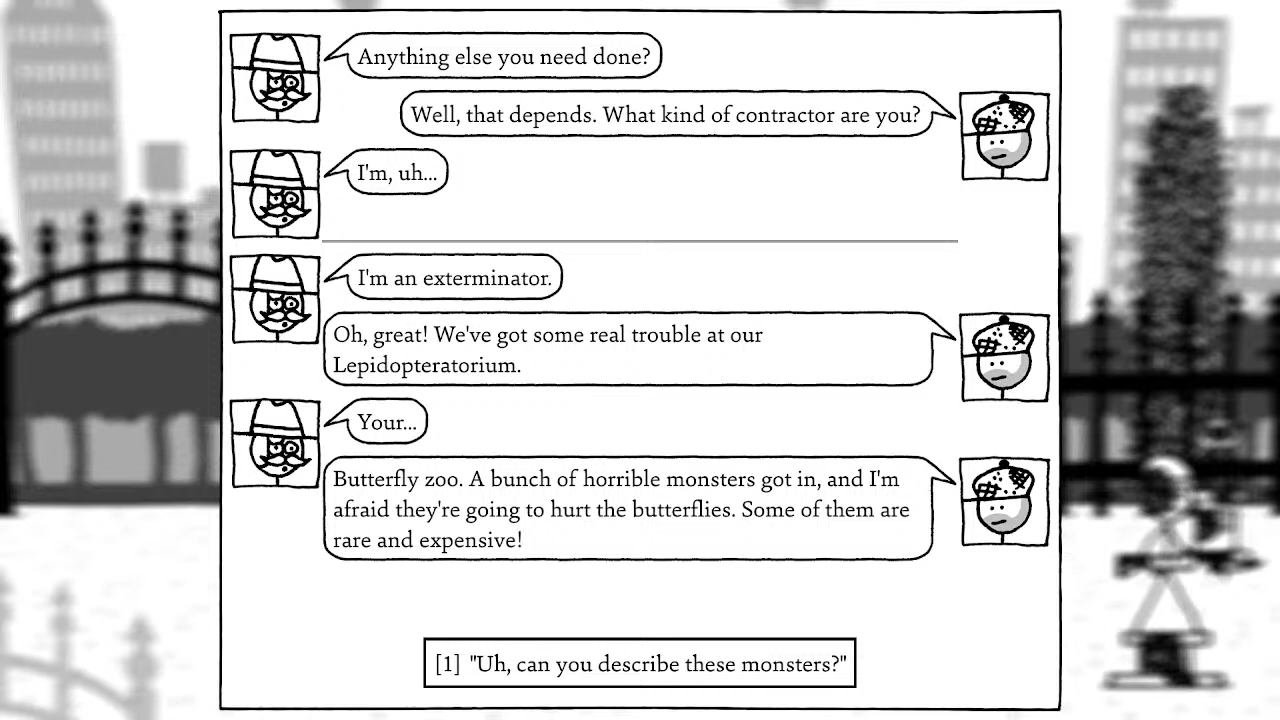 Anything else you need done?
Well, that depends. What kind of contractor are you?
I'm, uh...
I'm an exterminator.
Oh, great! We've got some real trouble at our
Lepidopteratorium.
Your...
Butterfly zoo. A bunch of horrible monsters got in, and I'm
afraid they're going to hurt the butterflies. Some of them are
rare and expensive!
[1] "Uh, can you describe these monsters?"